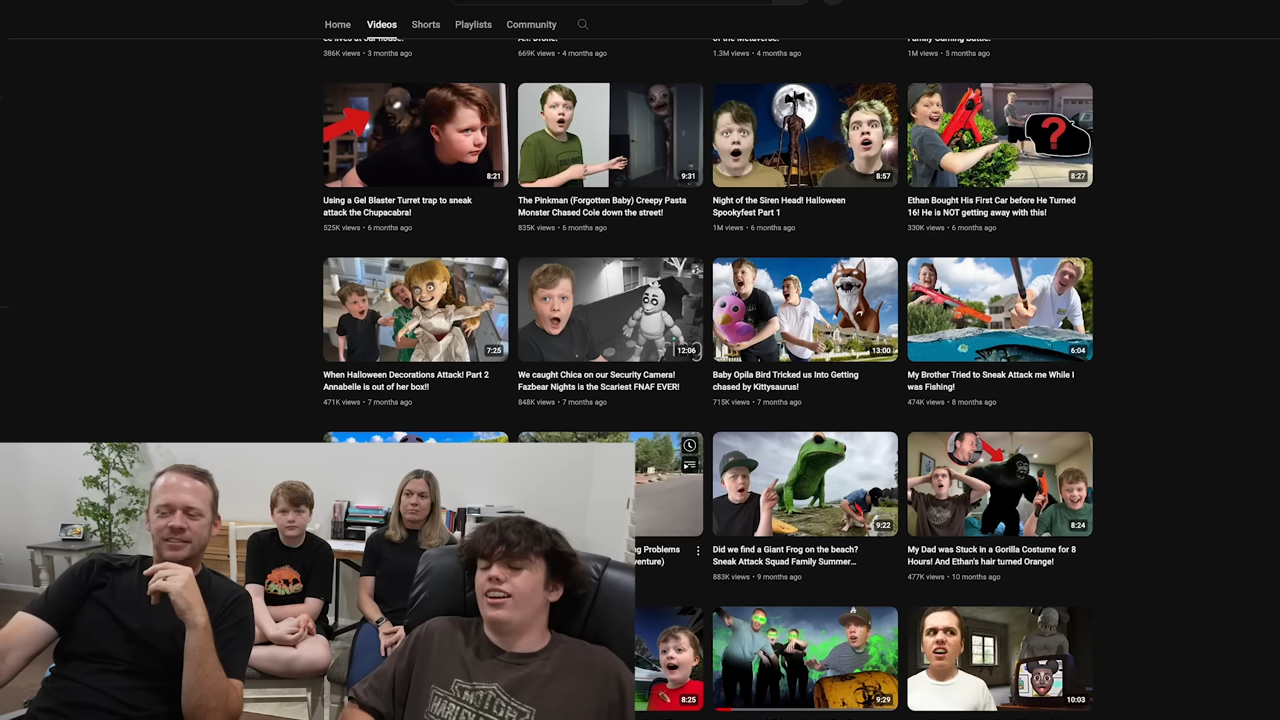 Home Videos Shorts Playlists Community
386K views • 3 months ago
669K views • 4 months ago
of the Metaverse!
1.3M views • 4 months ago
Family Gaming Battle!
1M views • 5 months ago
8:21
9:31
8:57
8:27
Using a Gel Blaster Turret trap to sneak
attack the Chupacabra!
525K views • 6 months ago
The Pinkman (Forgotten Baby) Creepy Pasta
Monster Chased Cole down the street!
835K views • 6 months ago
Night of the Siren Head! Halloween
Spookyfest Part 1
1M views • 6 months ago
Ethan Bought His First Car before He Turned
16! He is NOT getting away with this!
330K views • 6 months ago
7:25
12:06
13:00
6:04
When Halloween Decorations Attack! Part 2
Annabelle is out of her box!!
471K views • 7 months ago
We caught Chica on our Security Camera!
Fazbear Nights is the Scariest FNAF EVER!
848K views • 7 months ago
Baby Opila Bird Tricked us Into Getting
chased by Kittysaurus!
715K views • 7 months ago
My Brother Tried to Sneak Attack me While I
was Fishing!
474K views • 8 months ago
9:22
8:24
Problems
Did we find a Giant Frog on the beach?
Sneak Attack Squad Family Summer...
883K views • 9 months ago
My Dad was Stuck in a Gorilla Costume for 8
Hours! And Ethan's hair turned Orange!
477K views • 10 months ago
8:25
9:29
10:03
MOTOR